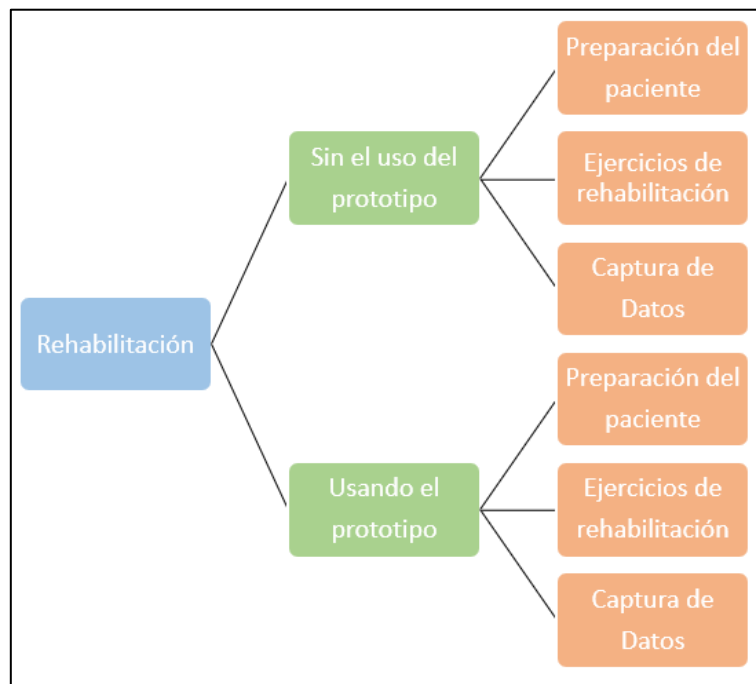 Rehabilitación
Sin el uso del
prototipo
Preparación del
paciente
Ejercicios de
rehabilitación
Captura de
Datos
Usando el
prototipo
Preparación del
paciente
Ejercicios de
rehabilitación
Captura de
Datos